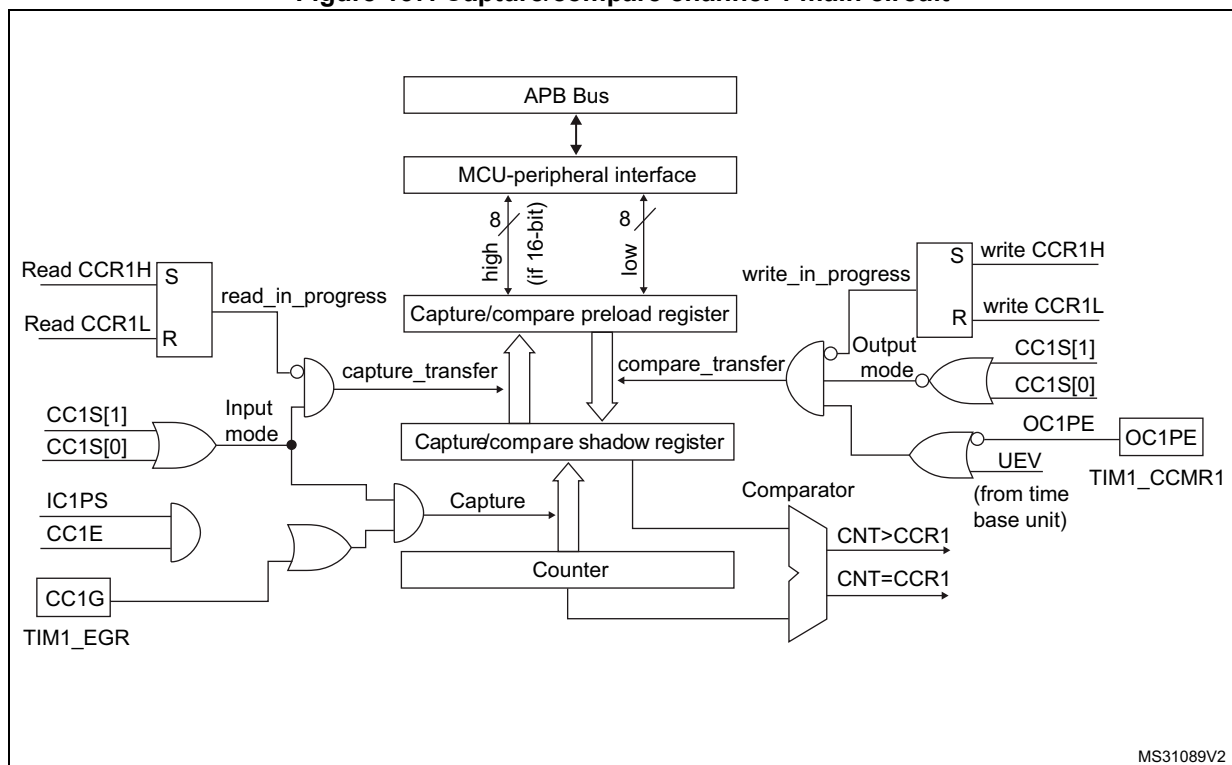 APB Bus
MCU-peripheral interface
8
high
(if 16-bit)
8
low
Read CCR1H
S
read_in_progress
Read CCR1L
R
write_in_progress
S
write CCR1H
R
write CCR1L
Capture/compare preload register
capture_transfer
compare_transfer
Output
mode
CC1S[1]
CC1S[0]
CC1S[1]
CC1S[0]
Input
mode
Capture/compare shadow register
OC1PE
OC1PE
UEV
TIM1_CCMR1
(from time
base unit)
IC1PS
CC1E
Capture
Comparator
CNT>CCR1
Counter
CNT=CCR1
CC1G
TIM1_EGR
MS31089V2